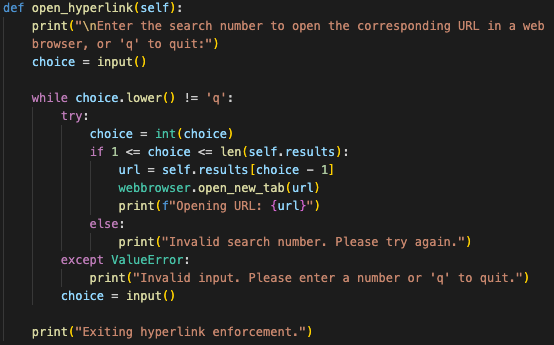 def open_hyperlink(self):
    print("\nEnter the search number to open the corresponding URL in a web
    browser, or 'q' to quit:")
    choice = input()

    while choice.lower() != 'q':
        try:
            choice = int(choice)
            if 1 <= choice <= len(self.results):
                url = self.results[choice - 1]
                webbrowser.open_new_tab(url)
                print(f"Opening URL: {url}")
            else:
                print("Invalid search number. Please try again.")
        except ValueError:
            print("Invalid input. Please enter a number or 'q' to quit.")
        choice = input()

    print("Exiting hyperlink enforcement.")